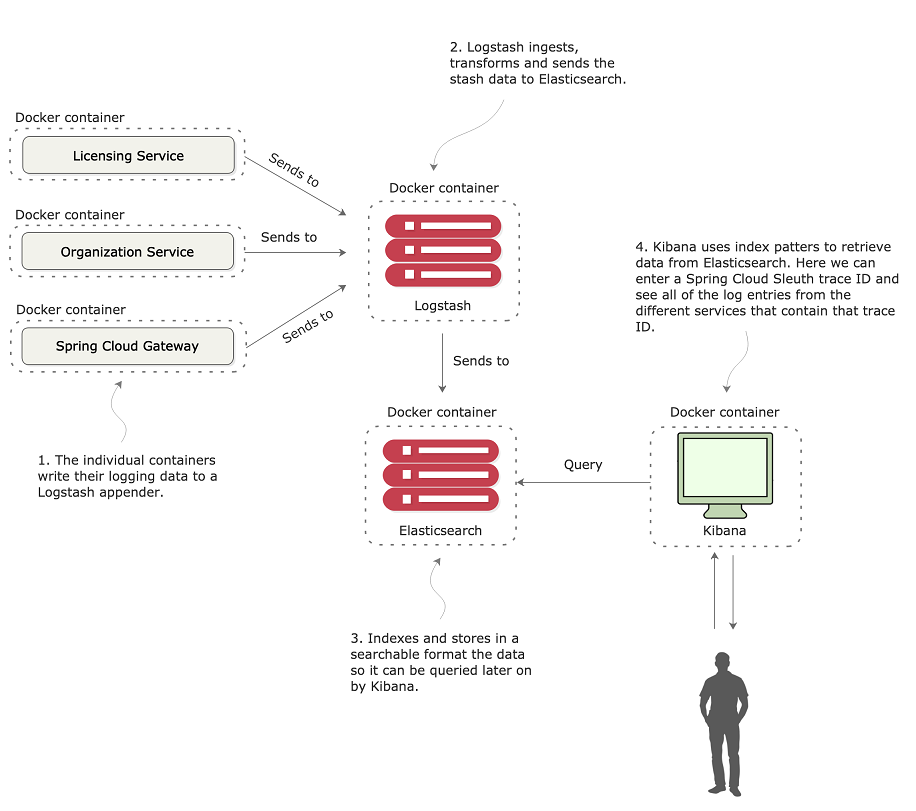 2. Logstash ingests,
transforms and sends the
stash data to Elasticsearch.
Docker container
Licensing Service
Sends to
Docker container
Docker container
Organization Service
Sends to
Logstash
4. Kibana uses index patters to retrieve
data from Elasticsearch. Here we can
enter a Spring Cloud Sleuth trace ID and
see all of the log entries from the
different services that contain that trace
ID.
Docker container
Spring Cloud Gateway
Sends to
Sends to
Docker container
Elasticsearch
Query
Docker container
Kibana
1. The individual containers
write their logging data to a
Logstash appender.
3. Indexes and stores in a
searchable format the data
so it can be queried later on
by Kibana.